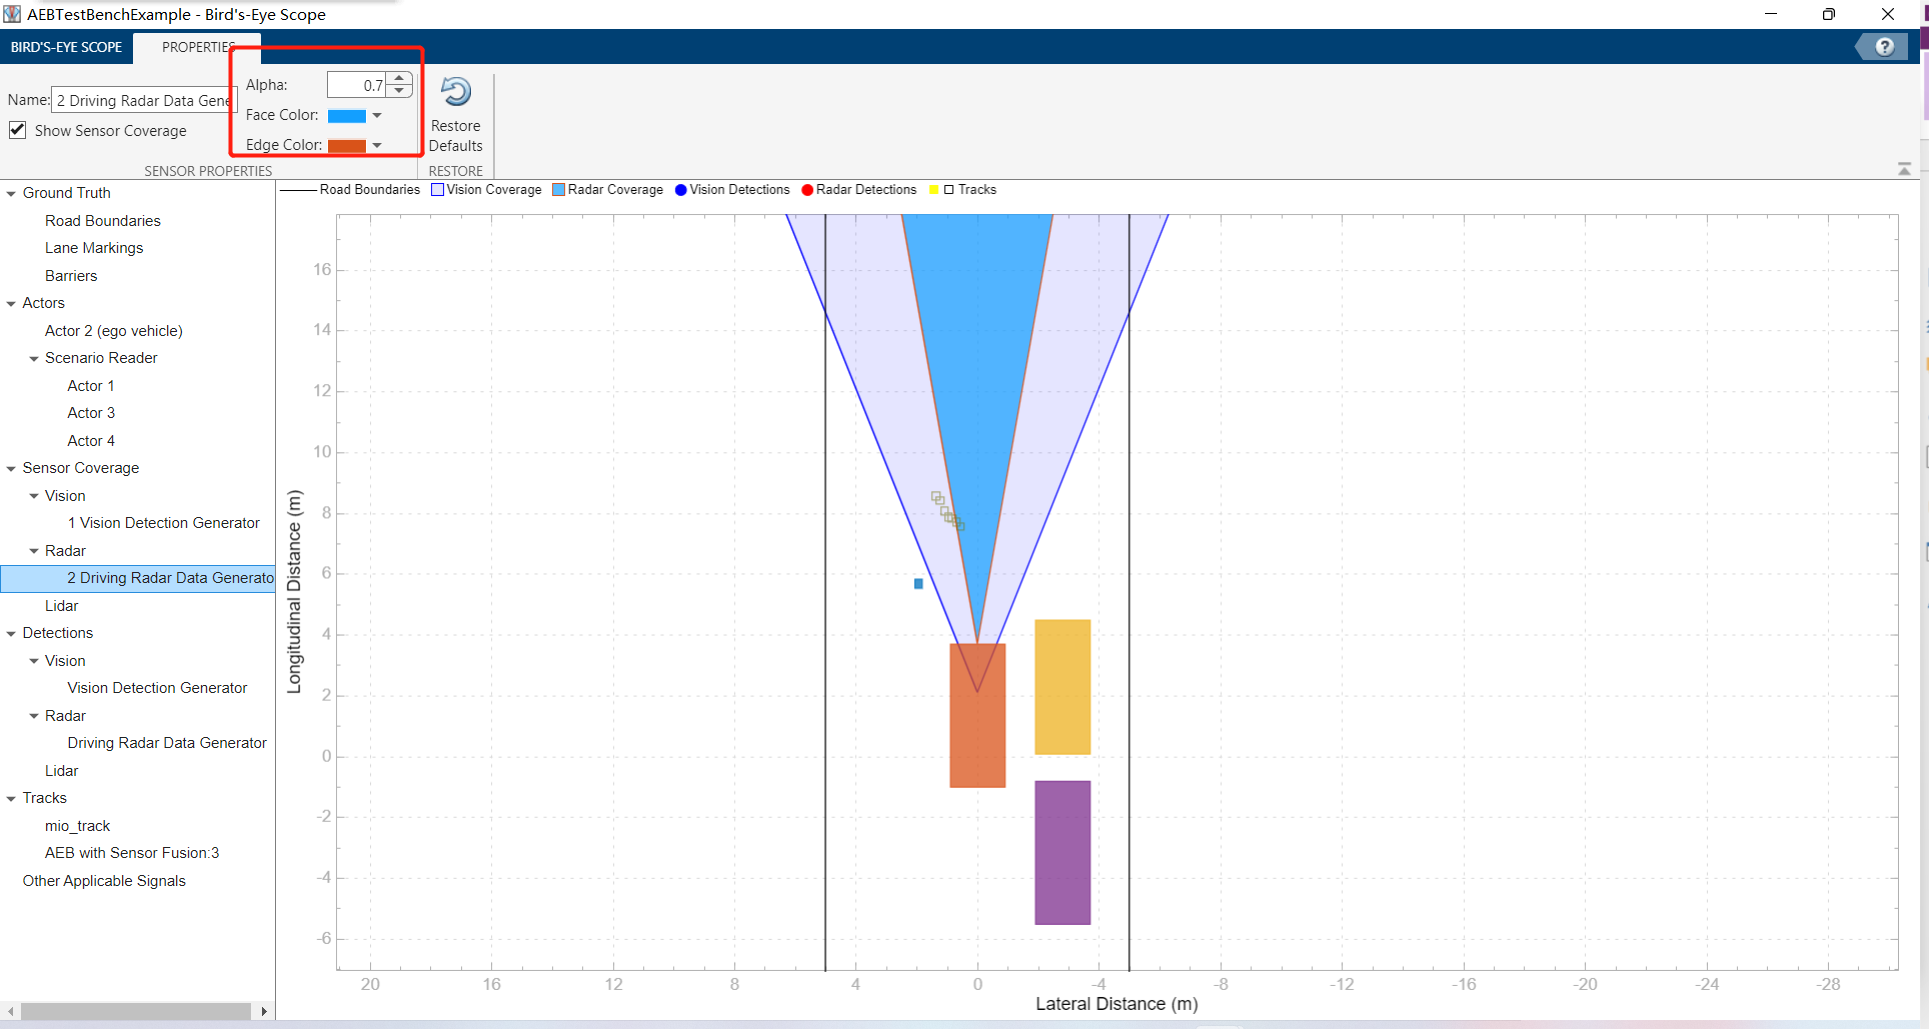 AEBTestBenchExample - Bird's-Eye Scope
BIRD'S-EYE SCOPE
PROPERTIES
Name: 2 Driving Radar Data Gene
Show Sensor Coverage
Alpha: 0.7
Face Color:
Edge Color:
Restore
Defaults
SENSOR PROPERTIES
RESTORE
Ground Truth
Road Boundaries
Lane Markings
Barriers
Actors
Actor 2 (ego vehicle)
Scenario Reader
Actor 1
Actor 3
Actor 4
Sensor Coverage
Vision
1 Vision Detection Generator
Radar
2 Driving Radar Data Generato
Lidar
Detections
Vision
Vision Detection Generator
Radar
Driving Radar Data Generator
Lidar
Tracks
mio_track
AEB with Sensor Fusion:3
Other Applicable Signals
Road Boundaries Vision Coverage Radar Coverage Vision Detections Radar Detections Tracks
16
14
12
10
8
6
4
2
0
-2
-4
-6
Longitudinal Distance (m)
20 16 12 8 4 0 -4 -8 -12 -16 -20 -24 -28
Lateral Distance (m)